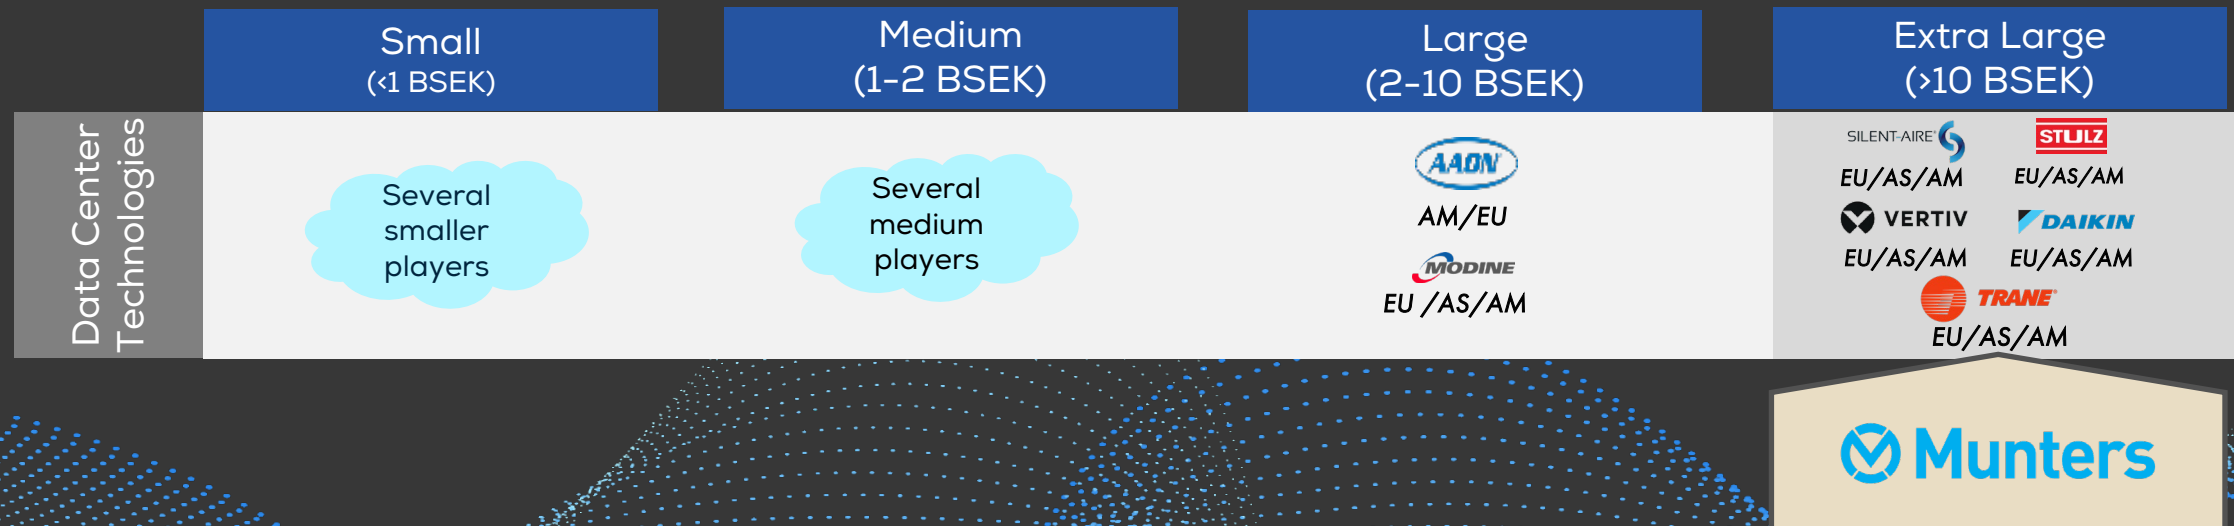 Small
(<1 BSEK)
Medium
(1-2 BSEK)
Large
(2-10 BSEK)
Extra Large
(>10 BSEK)
Data Center
Technologies
Several
smaller
players
Several
medium
players
AAON
AM/EU
MODINE
EU /AS/AM
SILENT-AIRE®
EU/AS/AM
STULZ
EU/AS/AM
VERTIV
EU/AS/AM
DAIKIN
EU/AS/AM
TRANE®
EU/AS/AM
Munters